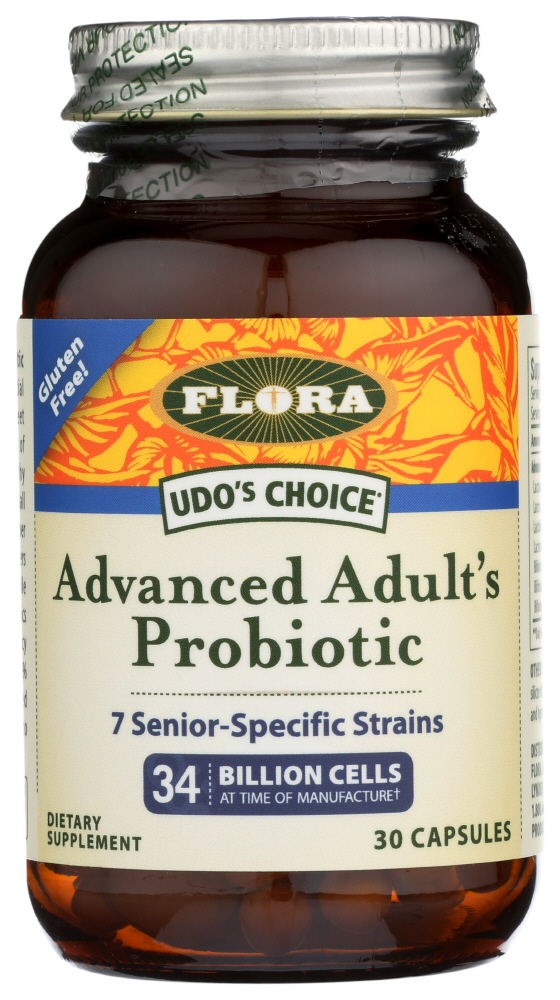 PROTECTION
SEALED FOR
PROTECTION
Gluten
Free!
FLORA
UDO'S CHOICE®
Advanced Adult's
Probiotic
7 Senior-Specific Strains
34 BILLION CELLS
AT TIME OF MANUFACTURE†
DIETARY
SUPPLEMENT
30 CAPSULES